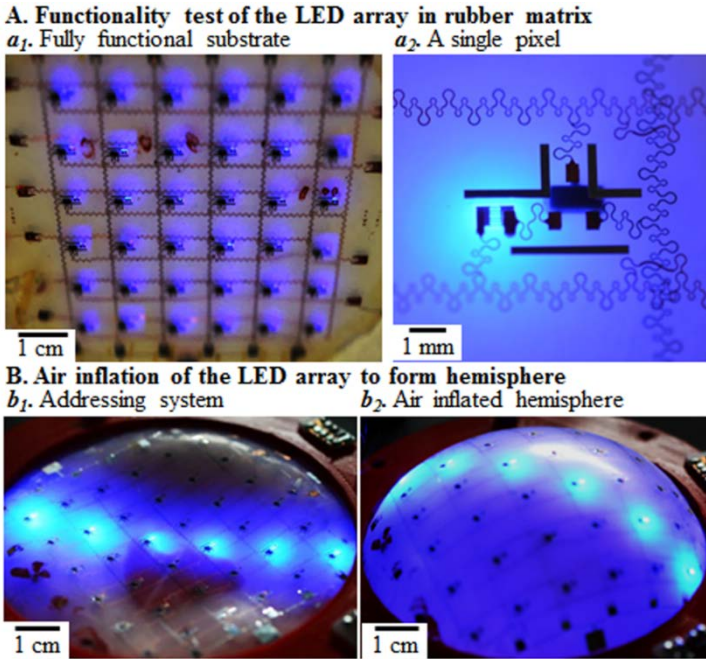 A. Functionality test of the LED array in rubber matrix
a1. Fully functional substrate
a2. A single pixel
1 cm
1 mm
B. Air inflation of the LED array to form hemisphere
b1. Addressing system
b2. Air inflated hemisphere
1 cm
1 cm